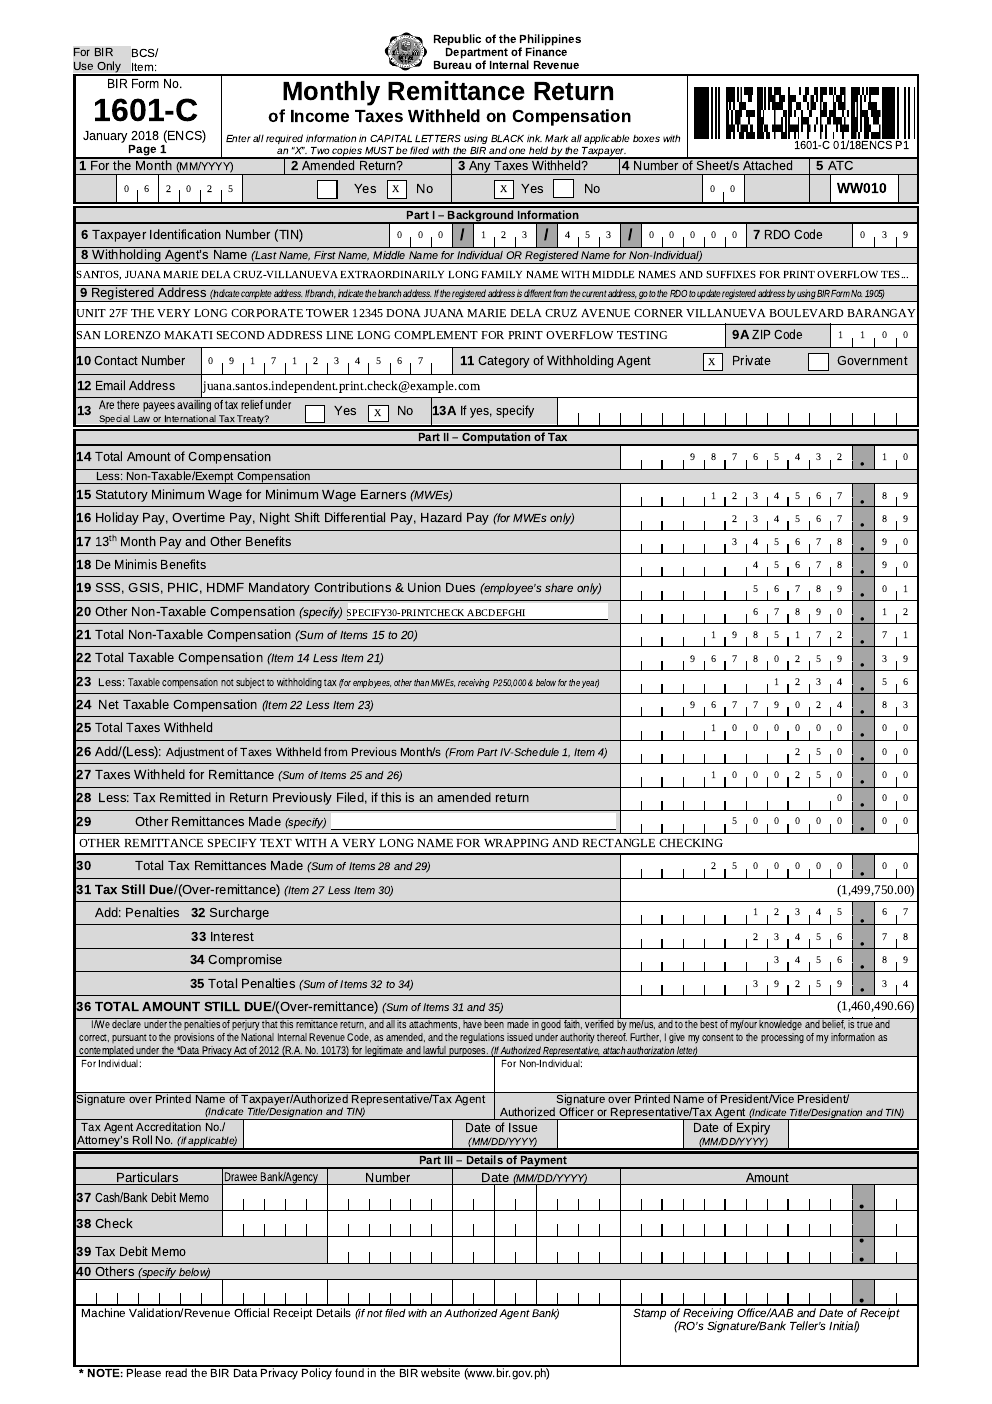 For BIR
Use Only
BCS/
Item:
Republic of the Philippines
Department of Finance
Bureau of Internal Revenue
BIR Form No.
1601-C
January 2018 (ENCS)
Page 1
Monthly Remittance Return
of Income Taxes Withheld on Compensation
Enter all required information in CAPITAL LETTERS using BLACK ink. Mark all applicable boxes with
an "X". Two copies MUST be filed with the BIR and one held by the Taxpayer.
1601-C 01/18ENCS P1
1 For the Month (MM/YYYY) 2 Amended Return? 3 Any Taxes Withheld? 4 Number of Sheet/s Attached 5 ATC
0 6 2 0 2 5 Yes X No X Yes No 0 0 WW010
Part I – Background Information
6 Taxpayer Identification Number (TIN) 0 0 0 / 1 2 3 / 4 5 3 / 0 0 0 0 0 7 RDO Code 0 3 9
8 Withholding Agent's Name (Last Name, First Name, Middle Name for Individual OR Registered Name for Non-Individual)
SANTOS, JUANA MARIE DELA CRUZ-VILLANUEVA EXTRAORDINARILY LONG FAMILY NAME WITH MIDDLE NAMES AND SUFFIXES FOR PRINT OVERFLOW TES...
9 Registered Address (Indicate complete address. If branch, indicate the branch address. If the registered address is different from the current address, go to the RDO to update registered address by using BIR Form No. 1905)
UNIT 27F THE VERY LONG CORPORATE TOWER 12345 DONA JUANA MARIE DELA CRUZ AVENUE CORNER VILLANUEVA BOULEVARD BARANGAY
SAN LORENZO MAKATI SECOND ADDRESS LINE LONG COMPLEMENT FOR PRINT OVERFLOW TESTING 9A ZIP Code 1 1 0 0
10 Contact Number 0 9 1 7 1 2 3 4 5 6 7 11 Category of Withholding Agent X Private Government
12 Email Address juana.santos.independent.print.check@example.com
13 Are there payees availing of tax relief under
Special Law or International Tax Treaty? Yes X No 13A If yes, specify
Part II – Computation of Tax
14 Total Amount of Compensation 9 8 7 6 5 4 3 2 . 1 0
Less: Non-Taxable/Exempt Compensation
15 Statutory Minimum Wage for Minimum Wage Earners (MWEs) 1 2 3 4 5 6 7 . 8 9
16 Holiday Pay, Overtime Pay, Night Shift Differential Pay, Hazard Pay (for MWEs only) 2 3 4 5 6 7 . 8 9
17 13th Month Pay and Other Benefits 3 4 5 6 7 8 . 9 0
18 De Minimis Benefits 4 5 6 7 8 . 9 0
19 SSS, GSIS, PHIC, HDMF Mandatory Contributions & Union Dues (employee's share only) 5 6 7 8 9 . 0 1
20 Other Non-Taxable Compensation (specify) SPECIFY30-PRINTCHECK ABCDEFGHI 6 7 8 9 0 . 1 2
21 Total Non-Taxable Compensation (Sum of Items 15 to 20) 1 9 8 5 1 7 2 . 7 1
22 Total Taxable Compensation (Item 14 Less Item 21) 9 6 7 8 0 2 5 9 . 3 9
23 Less: Taxable compensation not subject to withholding tax (for employees, other than MWEs, receiving P250,000 & below for the year) 1 2 3 4 . 5 6
24 Net Taxable Compensation (Item 22 Less Item 23) 9 6 7 7 9 0 2 4 . 8 3
25 Total Taxes Withheld 1 0 0 0 0 0 0 . 0 0
26 Add/(Less): Adjustment of Taxes Withheld from Previous Month/s (From Part IV-Schedule 1, Item 4) 2 5 0 . 0 0
27 Taxes Withheld for Remittance (Sum of Items 25 and 26) 1 0 0 0 2 5 0 . 0 0
28 Less: Tax Remitted in Return Previously Filed, if this is an amended return 0 . 0 0
29 Other Remittances Made (specify) 5 0 0 0 0 0 . 0 0
OTHER REMITTANCE SPECIFY TEXT WITH A VERY LONG NAME FOR WRAPPING AND RECTANGLE CHECKING
30 Total Tax Remittances Made (Sum of Items 28 and 29) 2 5 0 0 0 0 0 . 0 0
31 Tax Still Due/(Over-remittance) (Item 27 Less Item 30) (1,499,750.00)
Add: Penalties 32 Surcharge 1 2 3 4 5 . 6 7
33 Interest 2 3 4 5 6 . 7 8
34 Compromise 3 4 5 6 . 8 9
35 Total Penalties (Sum of Items 32 to 34) 3 9 2 5 9 . 3 4
36 TOTAL AMOUNT STILL DUE/(Over-remittance) (Sum of Items 31 and 35) (1,460,490.66)
I/We declare under the penalties of perjury that this remittance return, and all its attachments, have been made in good faith, verified by me/us, and to the best of my/our knowledge and belief, is true and
correct, pursuant to the provisions of the National Internal Revenue Code, as amended, and the regulations issued under authority thereof. Further, I give my consent to the processing of my information as
contemplated under the *Data Privacy Act of 2012 (R.A. No. 10173) for legitimate and lawful purposes. (If Authorized Representative, attach authorization letter)
For Individual: For Non-Individual:
Signature over Printed Name of Taxpayer/Authorized Representative/Tax Agent
(Indicate Title/Designation and TIN)
Signature over Printed Name of President/Vice President/
Authorized Officer or Representative/Tax Agent (Indicate Title/Designation and TIN)
Tax Agent Accreditation No./
Attorney's Roll No. (if applicable)
Date of Issue
(MM/DD/YYYY)
Date of Expiry
(MM/DD/YYYY)
Part III – Details of Payment
Particulars Drawee Bank/Agency Number Date (MM/DD/YYYY) Amount
37 Cash/Bank Debit Memo
38 Check
39 Tax Debit Memo
40 Others (specify below)
Machine Validation/Revenue Official Receipt Details (if not filed with an Authorized Agent Bank)
Stamp of Receiving Office/AAB and Date of Receipt
(RO's Signature/Bank Teller's Initial)
* NOTE: Please read the BIR Data Privacy Policy found in the BIR website (www.bir.gov.ph)